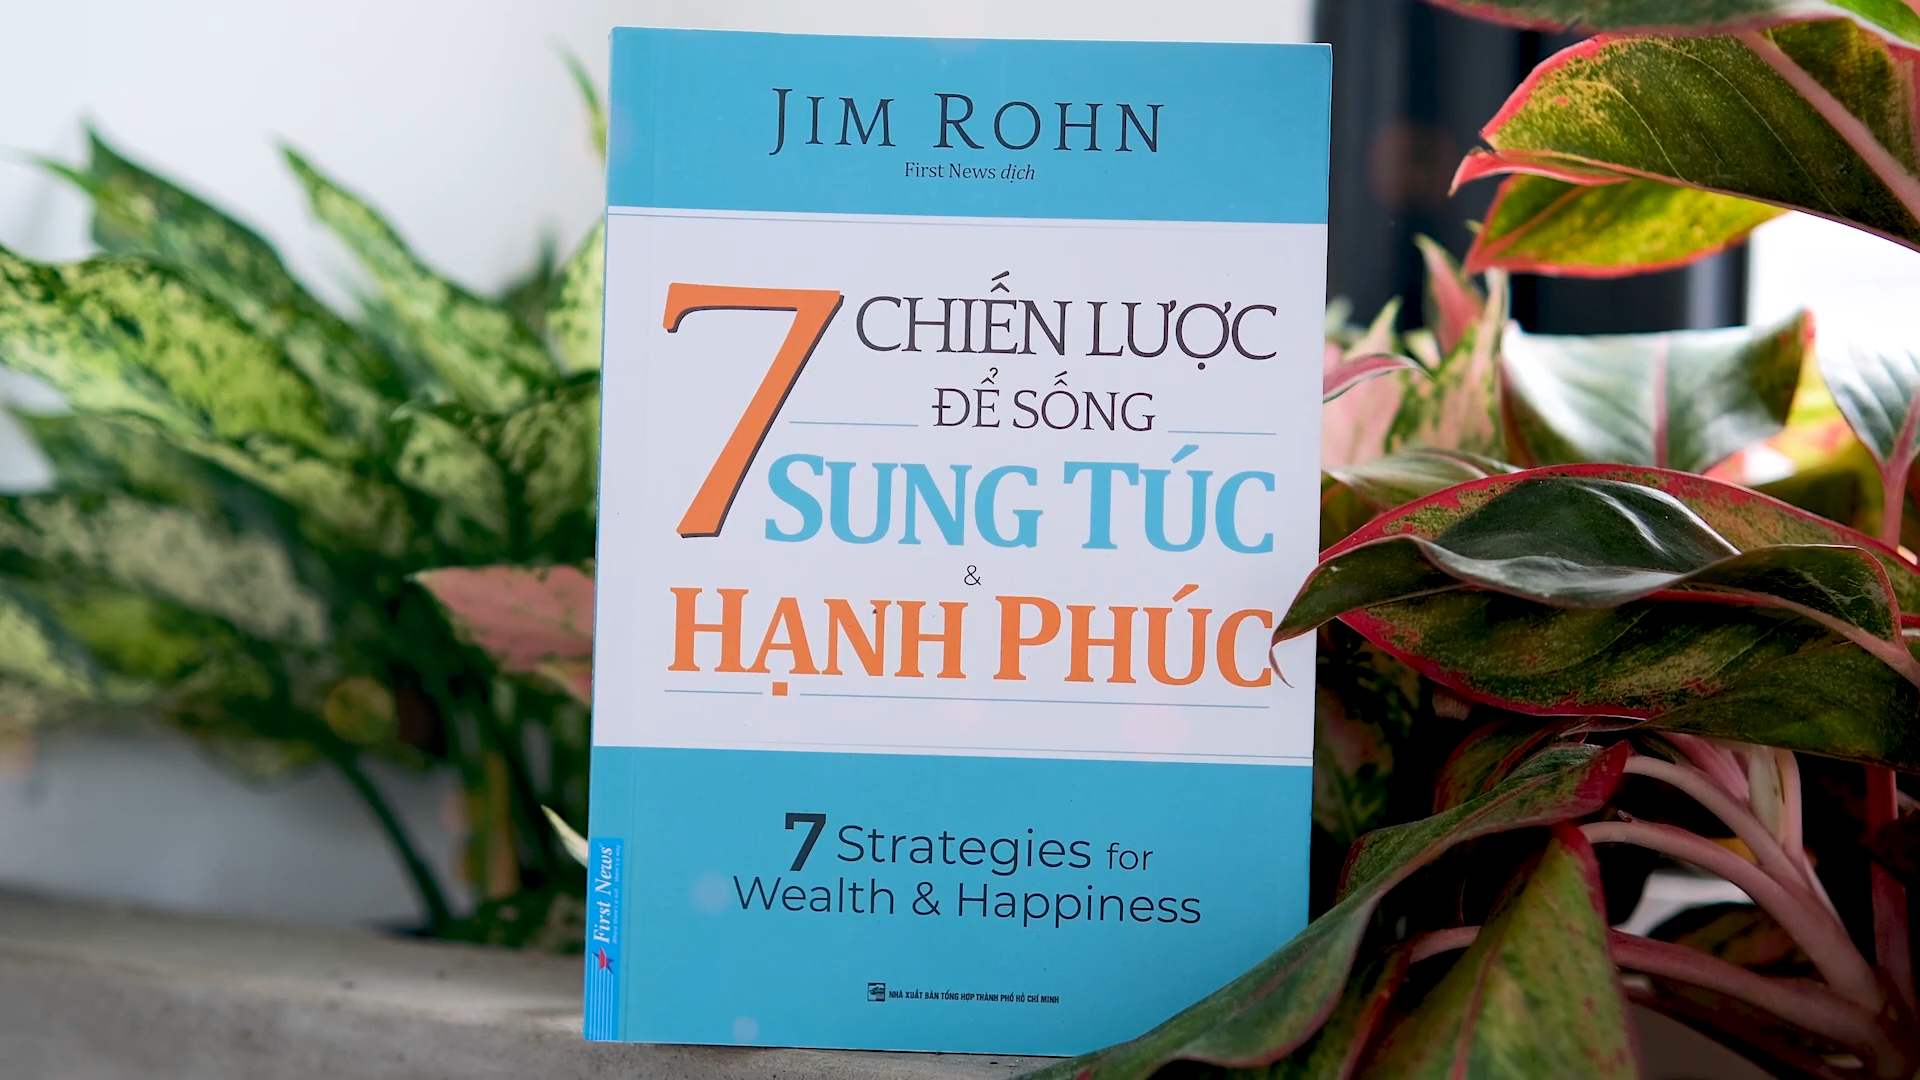 JIM ROHN
First News dịch
7 CHIẾN LƯỢC
ĐỂ SỐNG
SUNG TÚC
&
HẠNH PHÚC
7 Strategies for
Wealth & Happiness
First News
NHÀ XUẤT BẢN TỔNG HỢP THÀNH PHỐ HỒ CHÍ MINH